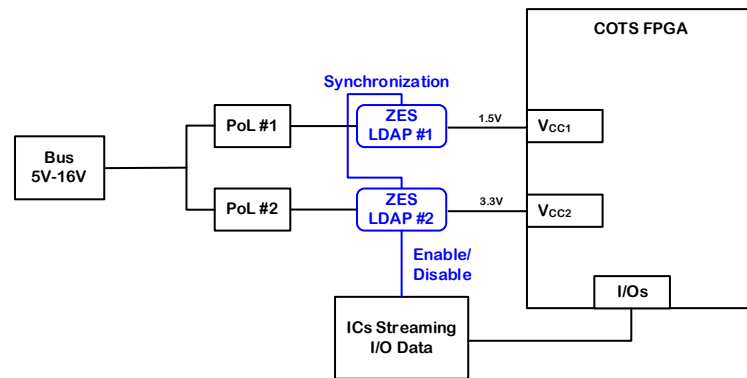 COTS FPGA
Synchronization
PoL #1
ZES
LDAP #1
1.5V
VCC1
Bus
5V-16V
PoL #2
ZES
LDAP #2
3.3V
VCC2
Enable/
Disable
I/Os
ICs Streaming
I/O Data